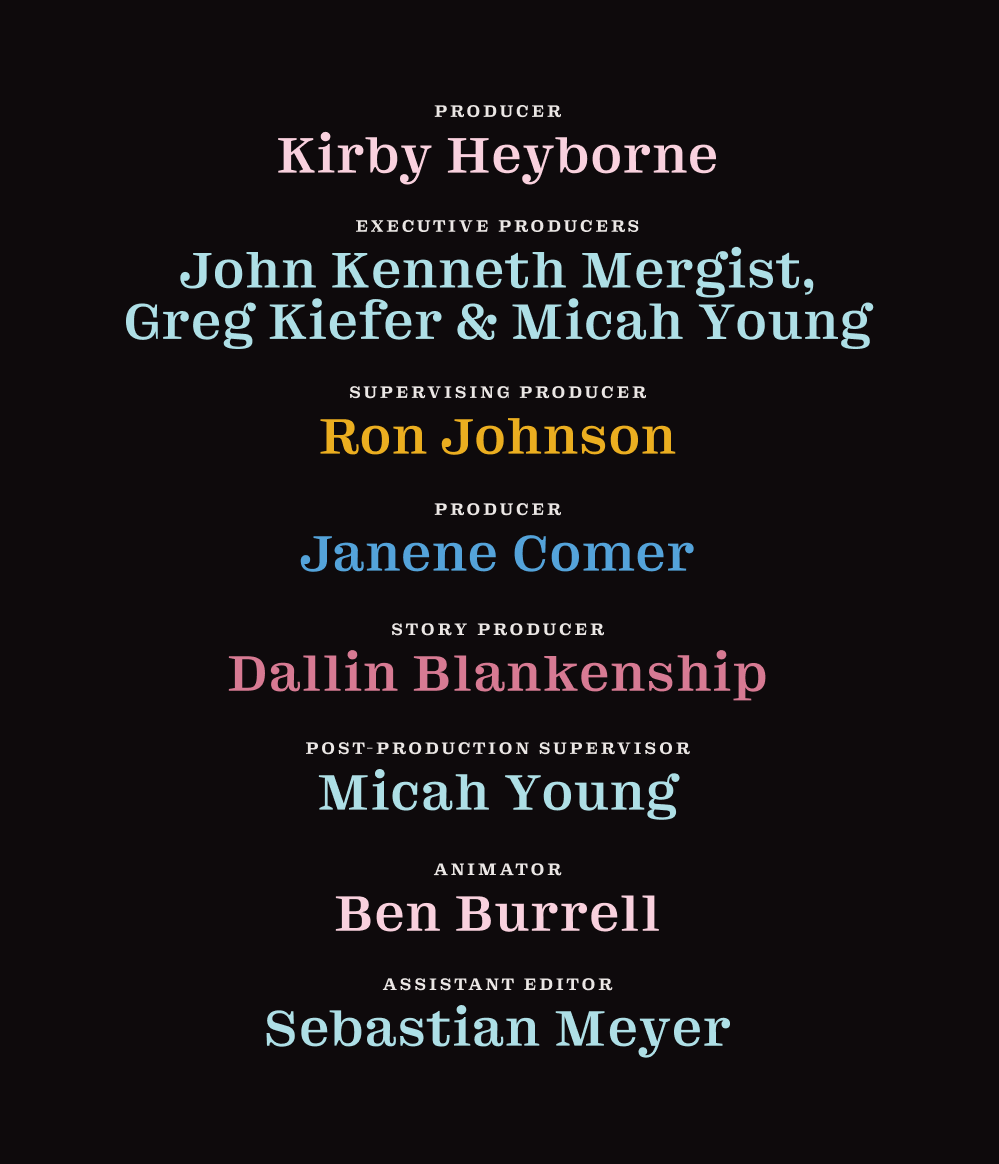 PRODUCER
Kirby Heyborne
EXECUTIVE PRODUCERS
John Kenneth Mergist,
Greg Kiefer & Micah Young
SUPERVISING PRODUCER
Ron Johnson
PRODUCER
Janene Comer
STORY PRODUCER
Dallin Blankenship
POST-PRODUCTION SUPERVISOR
Micah Young
ANIMATOR
Ben Burrell
ASSISTANT EDITOR
Sebastian Meyer